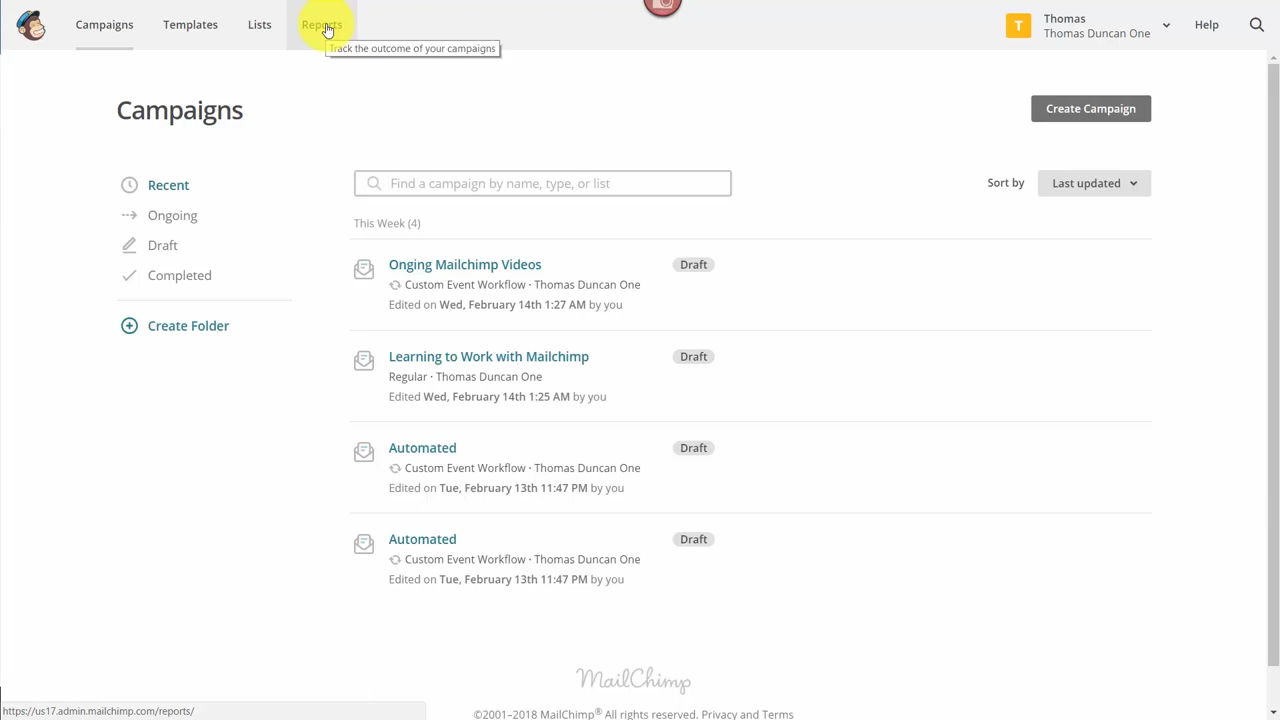 Campaigns Templates Lists Reports
T Thomas
Thomas Duncan One
Help
Track the outcome of your campaigns
Campaigns
Create Campaign
Recent
Ongoing
Draft
Completed
Create Folder
Find a campaign by name, type, or list
Sort by Last updated
This Week (4)
Onging Mailchimp Videos Draft
Custom Event Workflow · Thomas Duncan One
Edited on Wed, February 14th 1:27 AM by you
Learning to Work with Mailchimp Draft
Regular · Thomas Duncan One
Edited Wed, February 14th 1:25 AM by you
Automated Draft
Custom Event Workflow · Thomas Duncan One
Edited on Tue, February 13th 11:47 PM by you
Automated Draft
Custom Event Workflow · Thomas Duncan One
Edited on Tue, February 13th 11:47 PM by you
MailChimp
©2001–2018 MailChimp® All rights reserved. Privacy and Terms
https://us17.admin.mailchimp.com/reports/